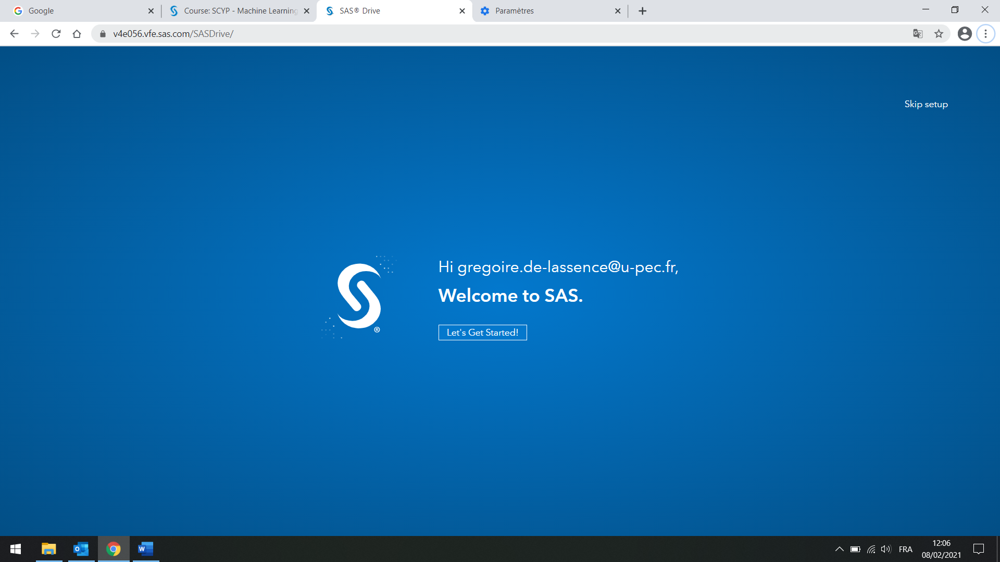 Google
Course: SCYP - Machine Learning
SAS® Drive
Paramètres
v4e056.vfe.sas.com/SASDrive/
Skip setup
Hi gregoire.de-lassence@u-pec.fr,
Welcome to SAS.
Let's Get Started!
®
FRA
12:06
08/02/2021